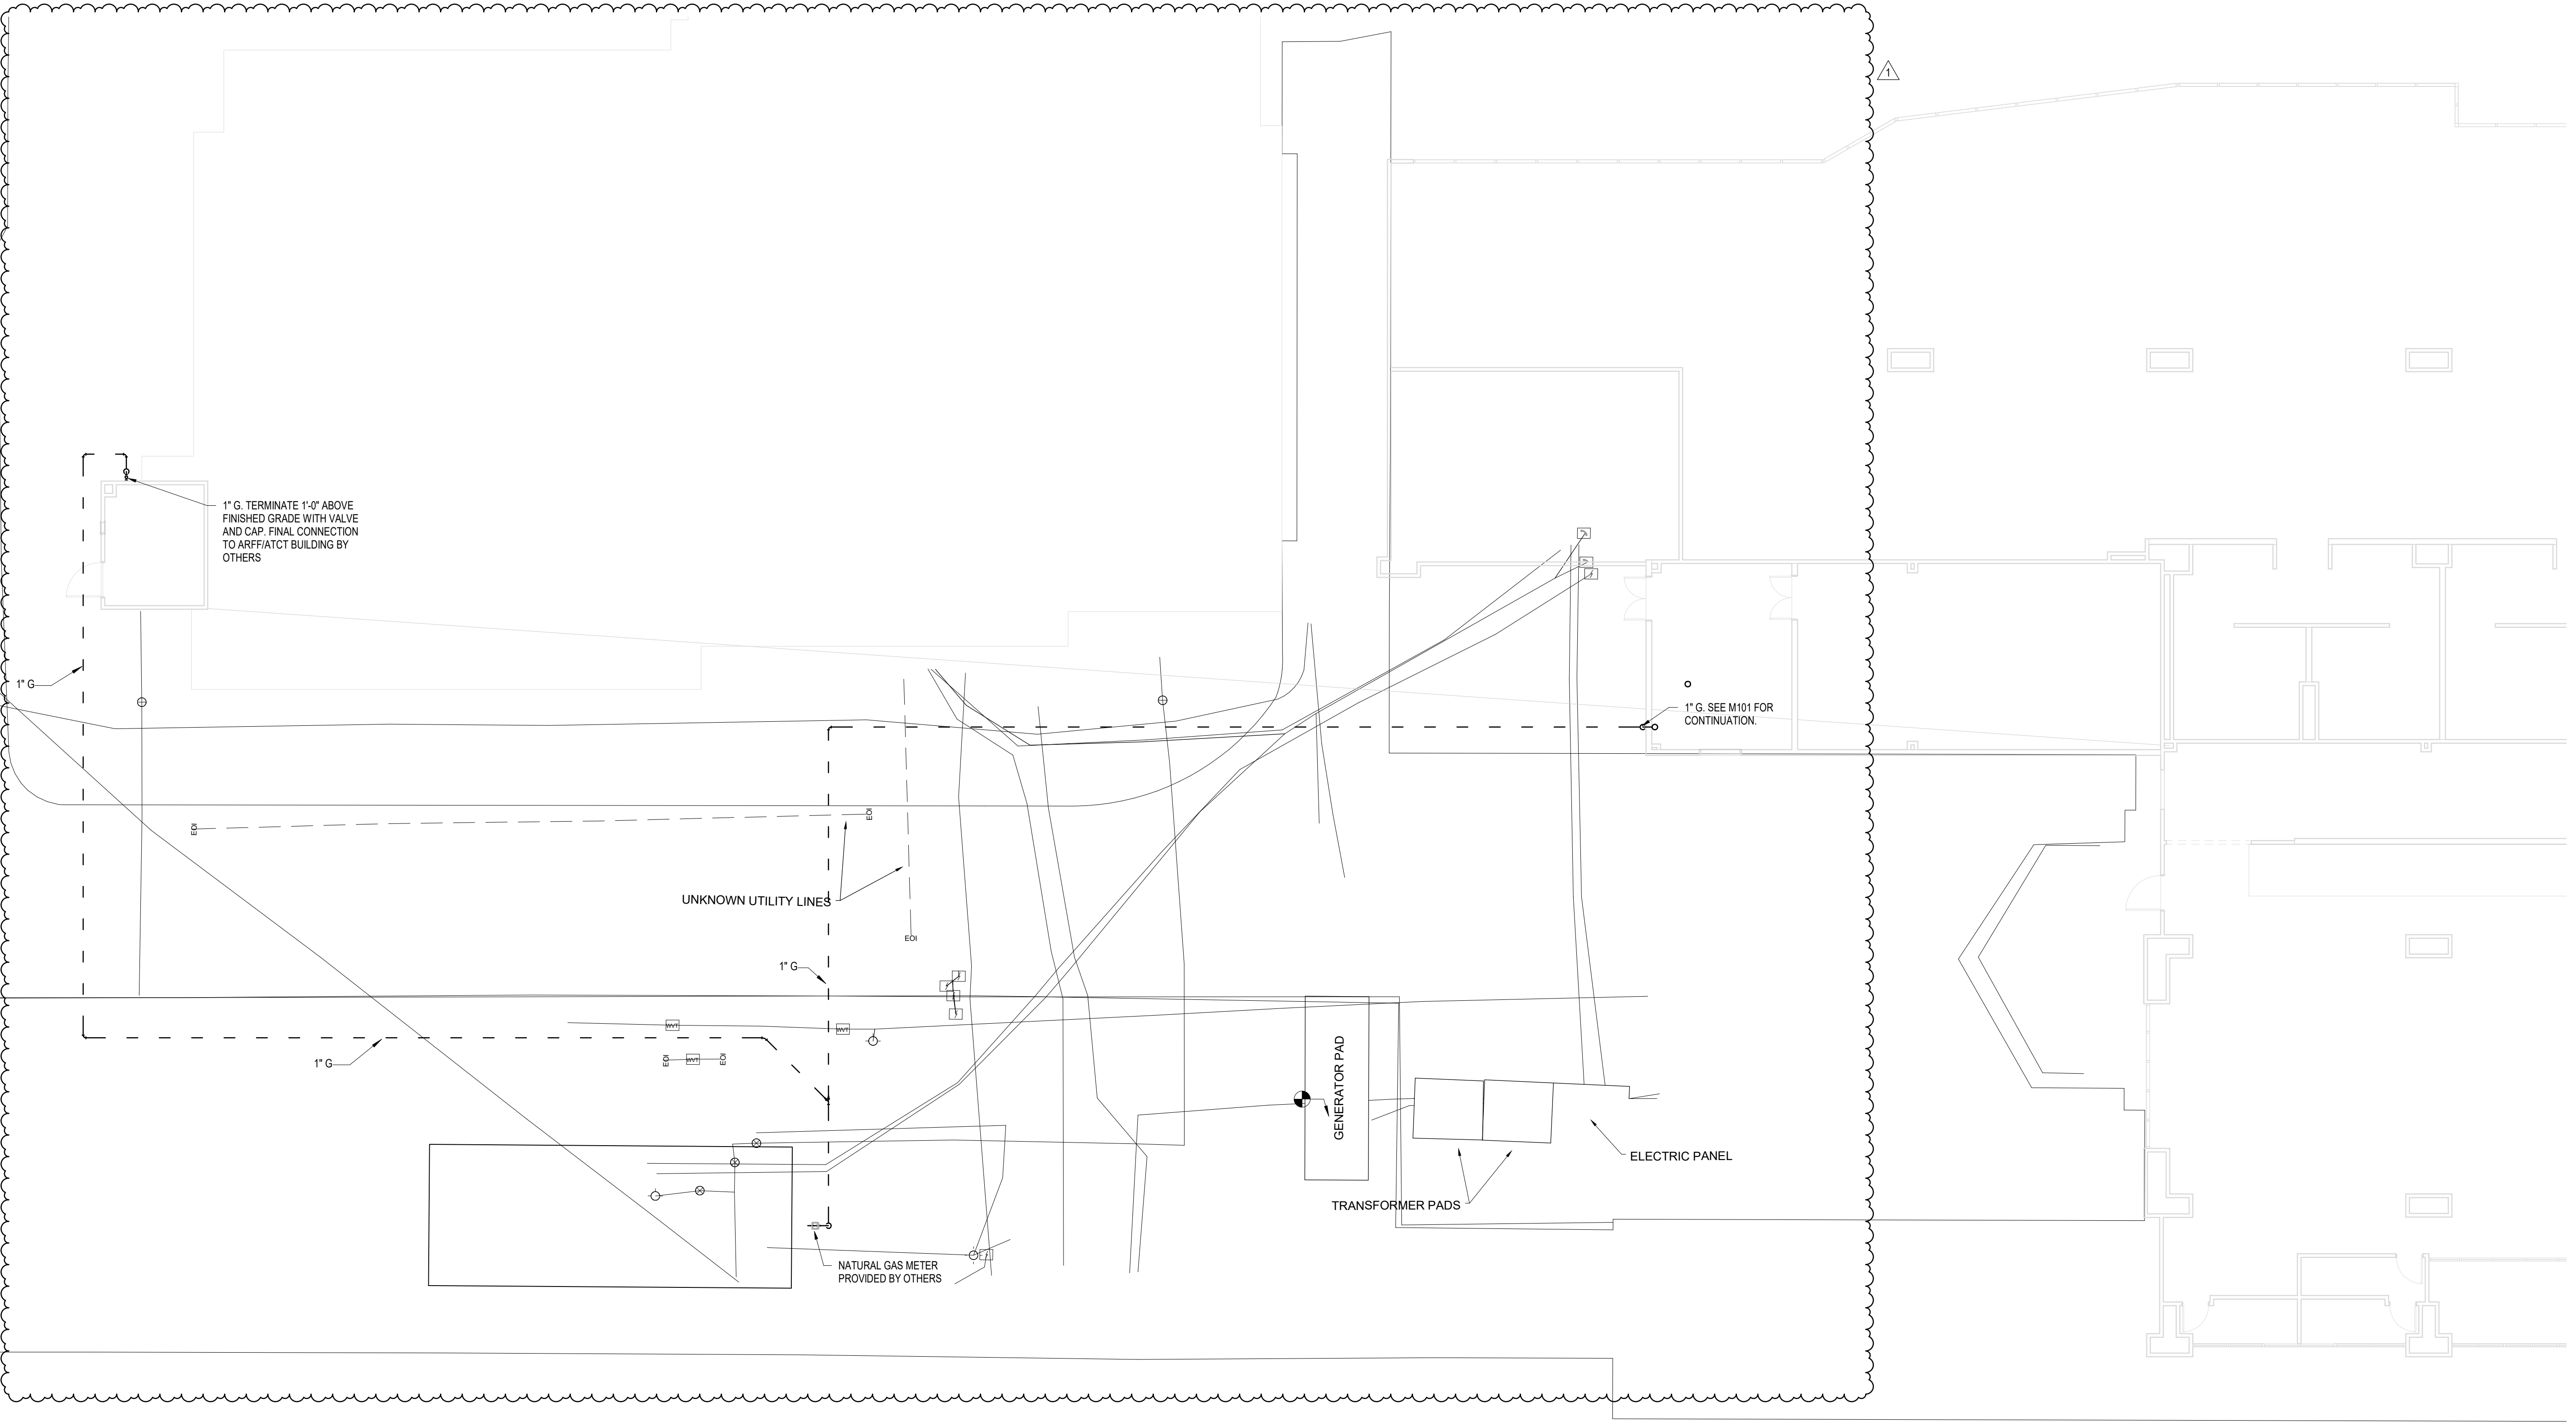 1
1" G. TERMINATE 1'-0" ABOVE
FINISHED GRADE WITH VALVE
AND CAP. FINAL CONNECTION
TO ARFF/ATCT BUILDING BY
OTHERS
1" G
1" G. SEE M101 FOR
CONTINUATION.
EOI
EOI
UNKNOWN UTILITY LINES
EOI
1" G
WVT
WVT
1" G
EOI
WVT
EOI
GENERATOR PAD
ELECTRIC PANEL
TRANSFORMER PADS
NATURAL GAS METER
PROVIDED BY OTHERS